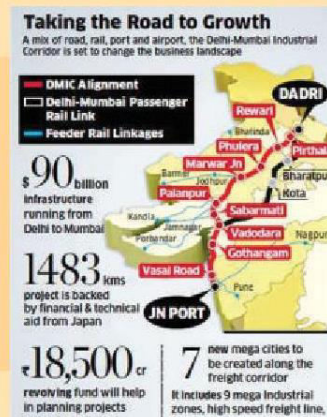 Taking the Road to Growth
A mix of road, rail, port and airport, the Delhi-Mumbai Industrial
Corridor is set to change the business landscape
DMIC Alignment
Delhi-Mumbai Passenger
Rail Link
Feeder Rail Linkages
DADRI
Rewari
Bhatinda
Phulera
Pirthala
Marwar Jn
Bharatpur
Barmer
Jodhpur
Palanpur
Kota
Sabarmati
Kandla
Jamnagar
Porbandar
Vadodara
Nagpur
Gothangam
Vasai Road
Pune
JN PORT
$90 billion
infrastructure
running from
Delhi to Mumbai
1483 kms
project is backed
by financial & technical
aid from Japan
₹18,500 cr
revolving fund will help
in planning projects
7 new mega cities to
be created along the
freight corridor
It includes 9 mega Industrial
zones, high speed freight line,